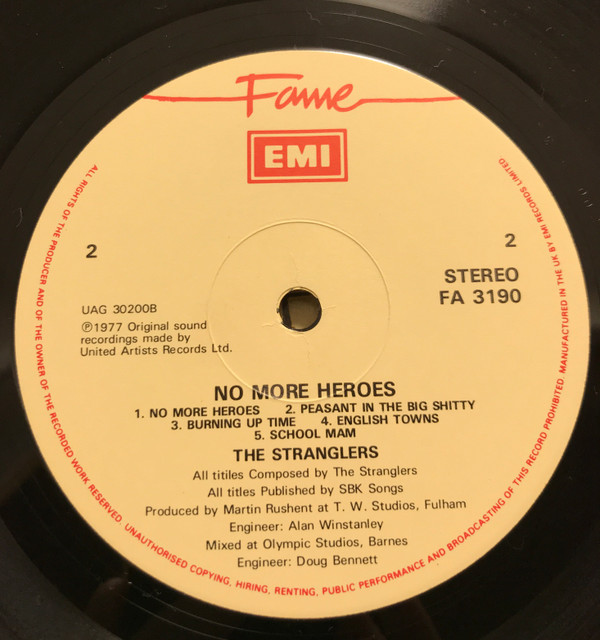 Fame
EMI
2
2
STEREO
FA 3190
UAG 30200B
℗1977 Original sound
recordings made by
United Artists Records Ltd.
NO MORE HEROES
1. NO MORE HEROES 2. PEASANT IN THE BIG SHITTY
3. BURNING UP TIME 4. ENGLISH TOWNS
5. SCHOOL MAM
THE STRANGLERS
All titiles Composed by The Stranglers
All titles Published by SBK Songs
Produced by Martin Rushent at T. W. Studios, Fulham
Engineer: Alan Winstanley
Mixed at Olympic Studios, Barnes
Engineer: Doug Bennett
ALL RIGHTS OF THE PRODUCER AND OF THE OWNER OF THE RECORDED WORK RESERVED. UNAUTHORISED COPYING, HIRING, RENTING, PUBLIC PERFORMANCE AND BROADCASTING OF THIS RECORD PROHIBITED. MANUFACTURED IN THE UK BY EMI RECORDS LIMITED